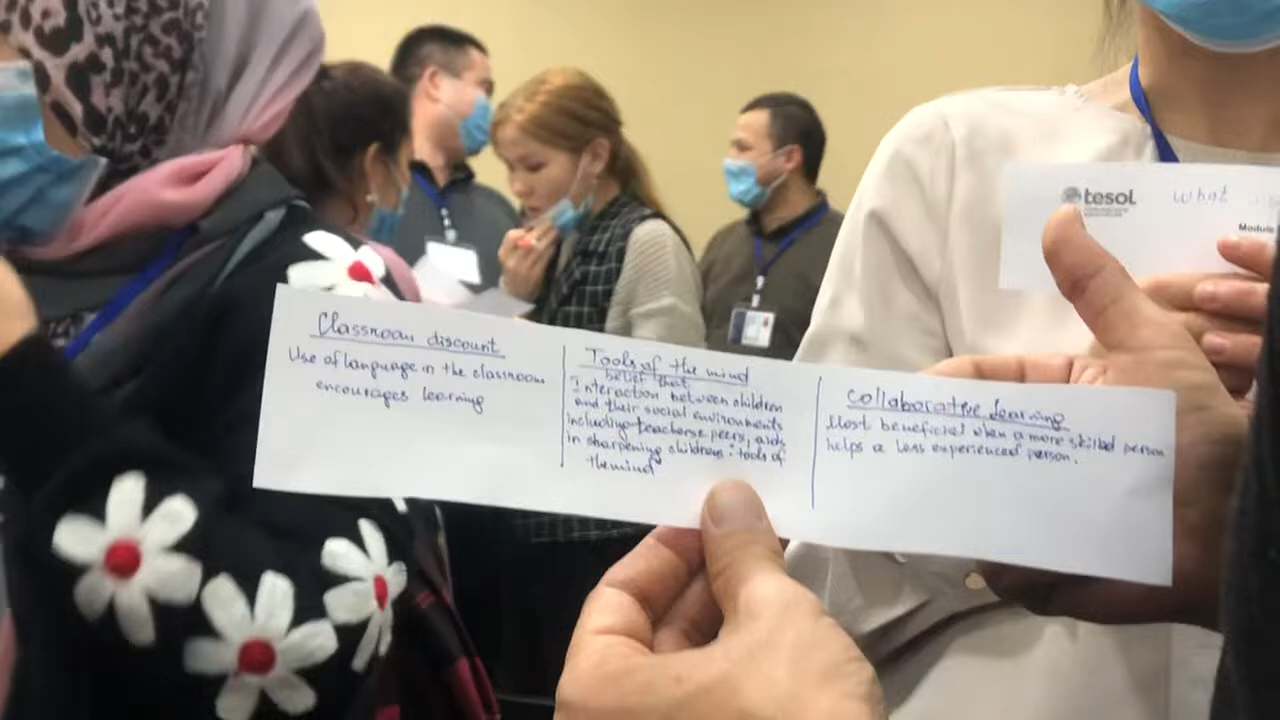 Classroom discount
Use of language in the classroom
encourages learning
Tools of the mind
belief that
Interaction between children
and their social environments
including teachers peers, aids
in sharpening childrens "tools of
the mind"
Collaborative learning
Most beneficial when a more skilled person
helps a less experienced person.
tesol
What
Module